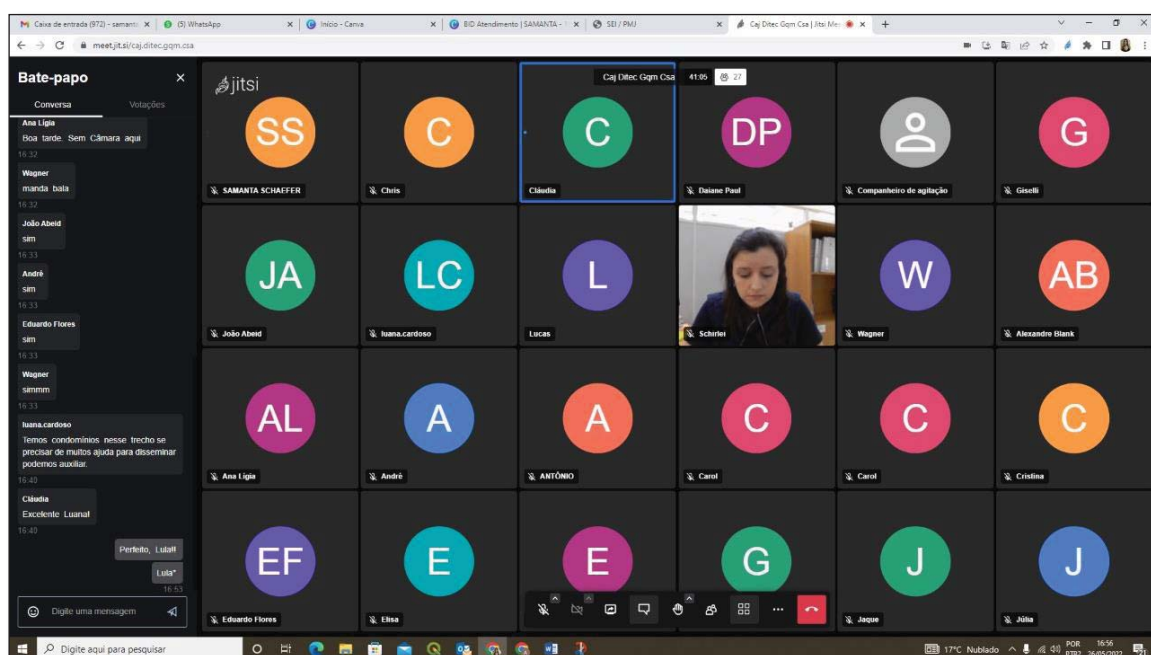 Caixa de entrada (972) - samanta
(5) WhatsApp
Início - Canva
BID Atendimento | SAMANTA -
SEI / PMJ
Caj Ditec Gqm Csa | Jitsi Me
meet.jit.si/caj.ditec.gqm.csa
Bate-papo
Conversa
Votações
Ana Lígia
Boa tarde. Sem Câmara aqui
16:32
Wagner
manda bala
16:32
João Abeid
sim
16:33
André
sim
16:33
Eduardo Flores
sim
16:33
Wagner
simmm
16:33
luana.cardoso
Temos condomínios nesse trecho se
precisar de muitos ajuda para disseminar
podemos auxiliar.
16:40
Cláudia
Excelente Luana!
16:40
Perfeito, Lula!!
Lula*
16:53
Digite uma mensagem
jitsi
Caj Ditec Gqm Csa
41:05
27
SS
SAMANTA SCHAEFER
C
Chris
C
Cláudia
DP
Daiane Paul
Companheiro de agitação
G
Giselli
JA
João Abeid
LC
luana.cardoso
L
Lucas
Schirlei
W
Wagner
AB
Alexandre Blank
AL
Ana Lígia
A
André
A
ANTÔNIO
C
Carol
C
Carol
C
Cristina
EF
Eduardo Flores
E
Elisa
E
G
J
Jaque
J
Júlia
Digite aqui para pesquisar
17°C Nublado
POR
PTB2
16:56
26/05/2022